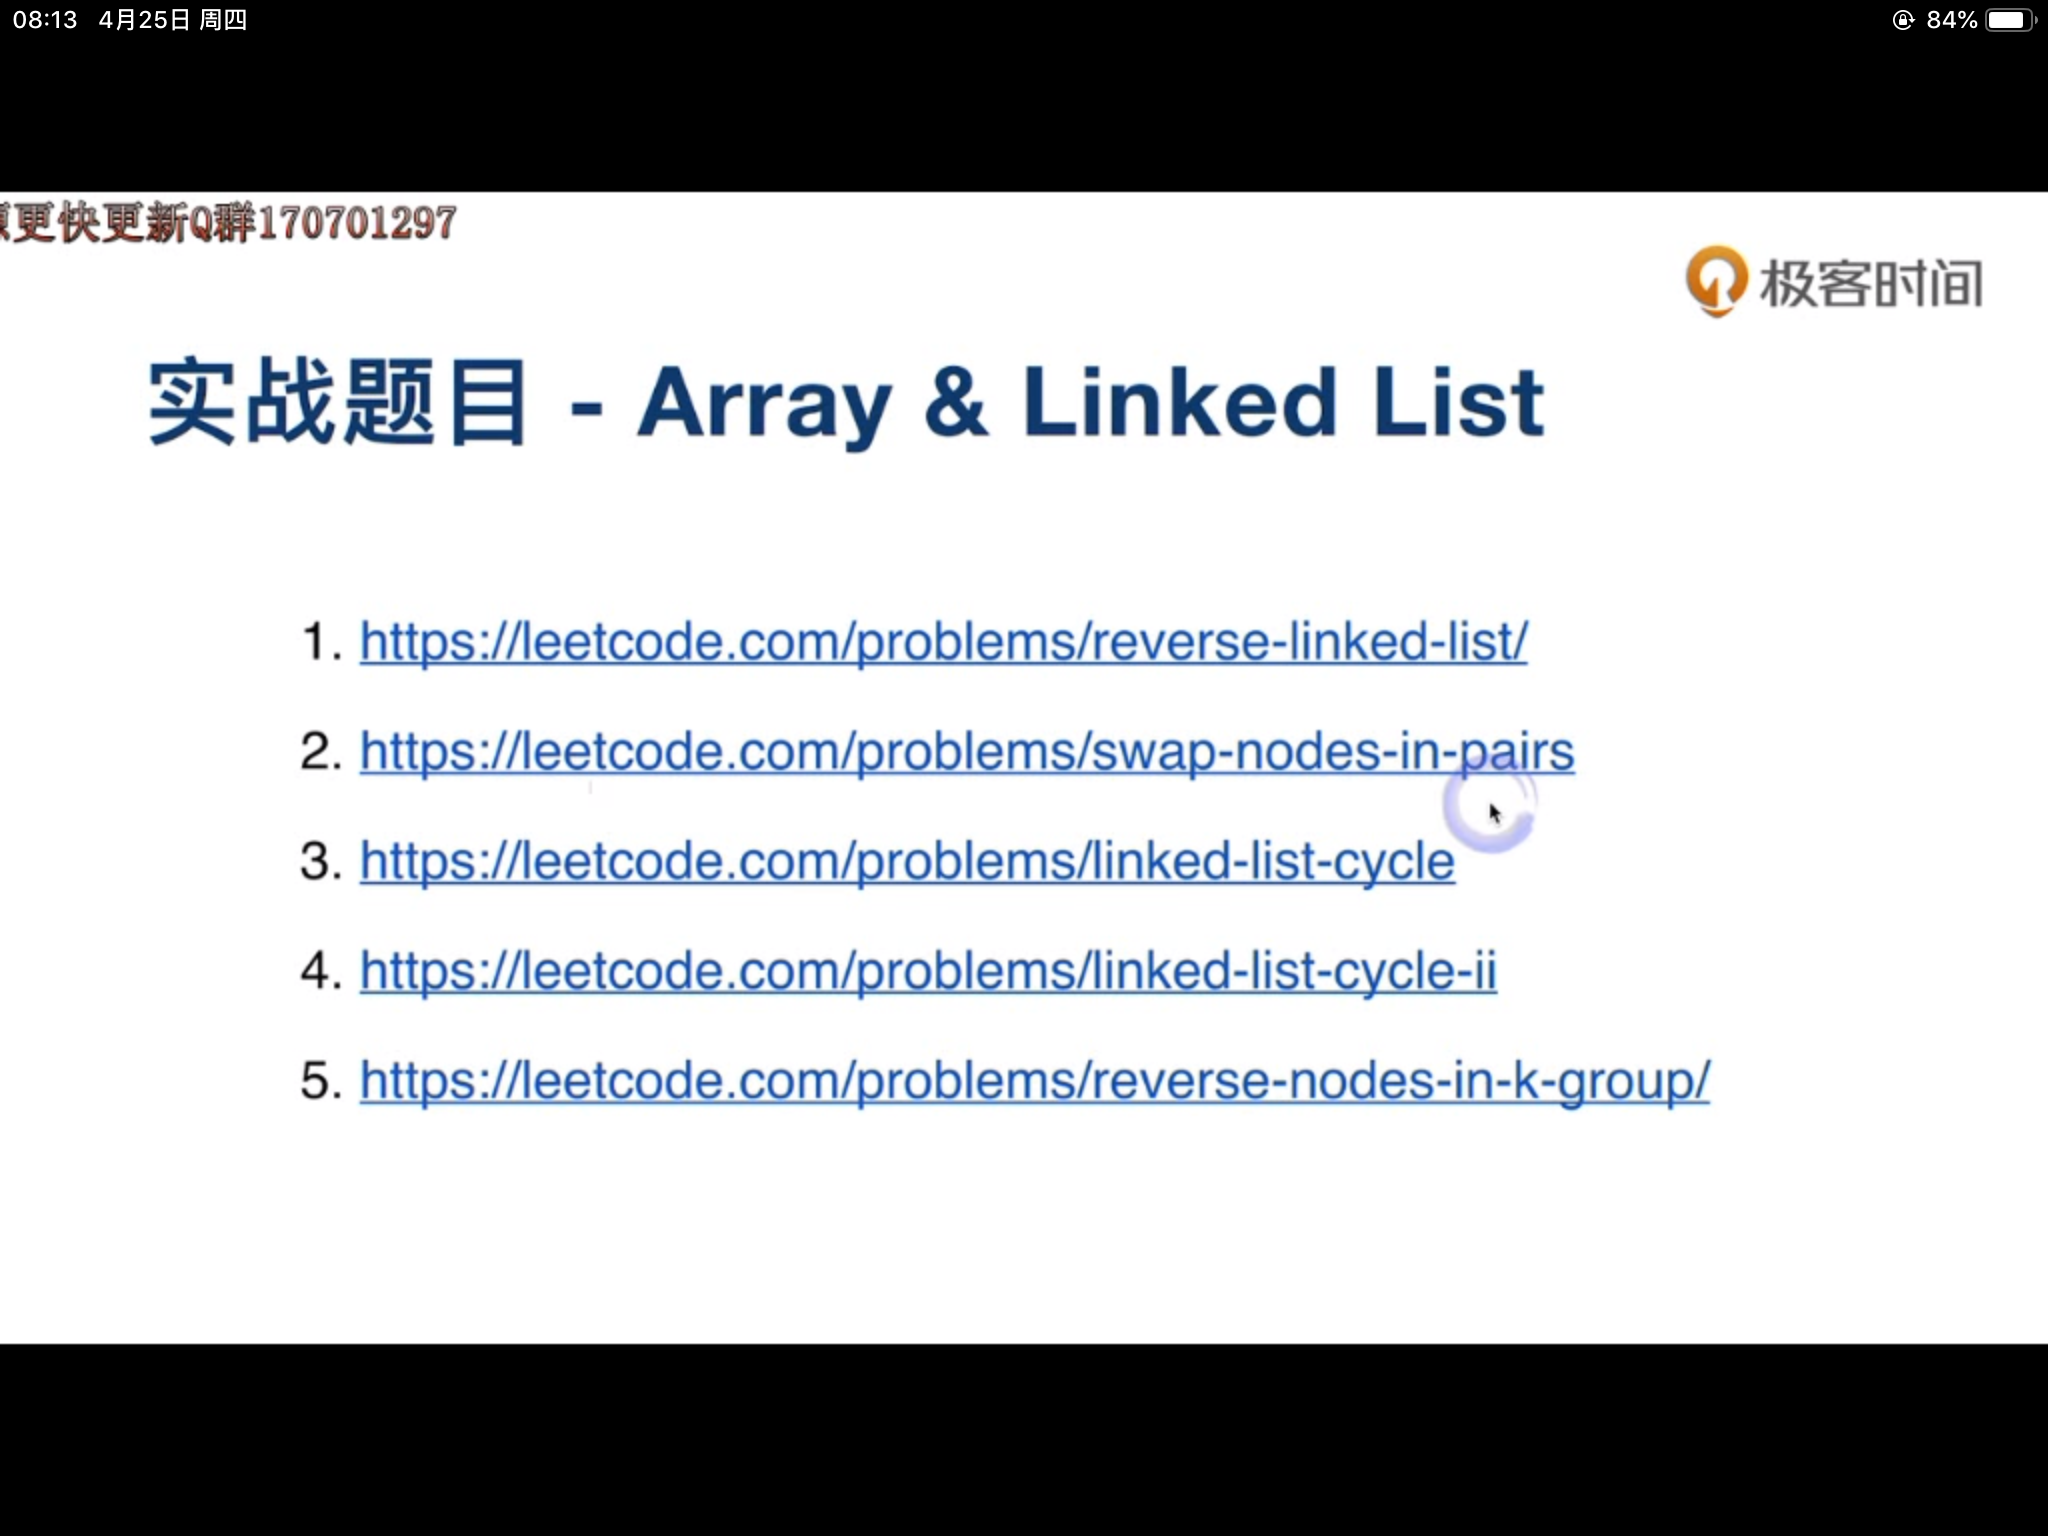 08:13 4月25日 周四
84%
更快更新Q群170701297
极客时间
实战题目 - Array & Linked List
1. https://leetcode.com/problems/reverse-linked-list/
2. https://leetcode.com/problems/swap-nodes-in-pairs
3. https://leetcode.com/problems/linked-list-cycle
4. https://leetcode.com/problems/linked-list-cycle-ii
5. https://leetcode.com/problems/reverse-nodes-in-k-group/